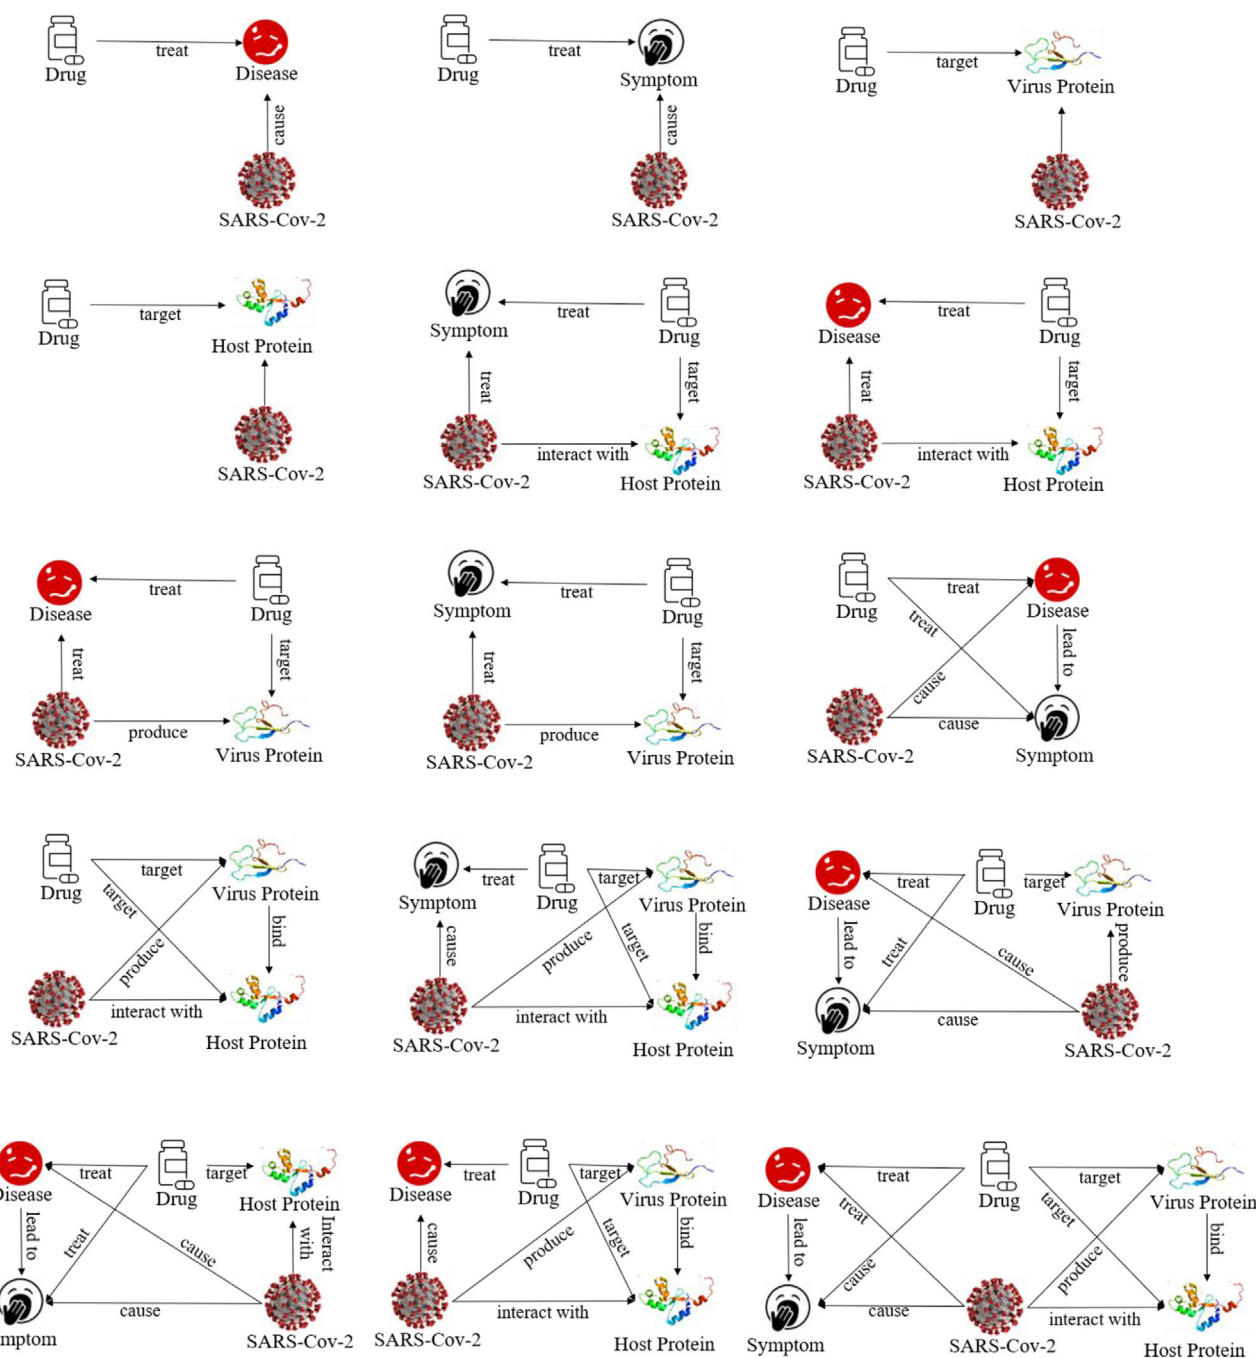 Drug
treat
Disease
cause
SARS-Cov-2
Drug
treat
Symptom
cause
SARS-Cov-2
Drug
target
Virus Protein
SARS-Cov-2
Drug
target
Host Protein
SARS-Cov-2
Symptom
treat
Drug
treat
target
SARS-Cov-2
interact with
Host Protein
Disease
treat
Drug
treat
target
SARS-Cov-2
interact with
Host Protein
Disease
treat
Drug
treat
target
SARS-Cov-2
produce
Virus Protein
Symptom
treat
Drug
treat
target
SARS-Cov-2
produce
Virus Protein
Drug
treat
Disease
treat
lead to
cause
SARS-Cov-2
cause
Symptom
Drug
target
Virus Protein
target
bind
produce
SARS-Cov-2
interact with
Host Protein
Symptom
treat
Drug
target
Virus Protein
cause
produce
target
bind
SARS-Cov-2
interact with
Host Protein
Disease
treat
Drug
target
Virus Protein
lead to
treat
cause
produce
Symptom
cause
SARS-Cov-2
Disease
treat
Drug
target
Host Protein
lead to
treat
cause
Interact
with
mptom
cause
SARS-Cov-2
Disease
treat
Drug
target
Virus Protein
cause
produce
target
bind
SARS-Cov-2
interact with
Host Protein
Disease
treat
Drug
target
Virus Protein
lead to
treat
cause
target
produce
bind
Symptom
cause
SARS-Cov-2
interact with
Host Protein